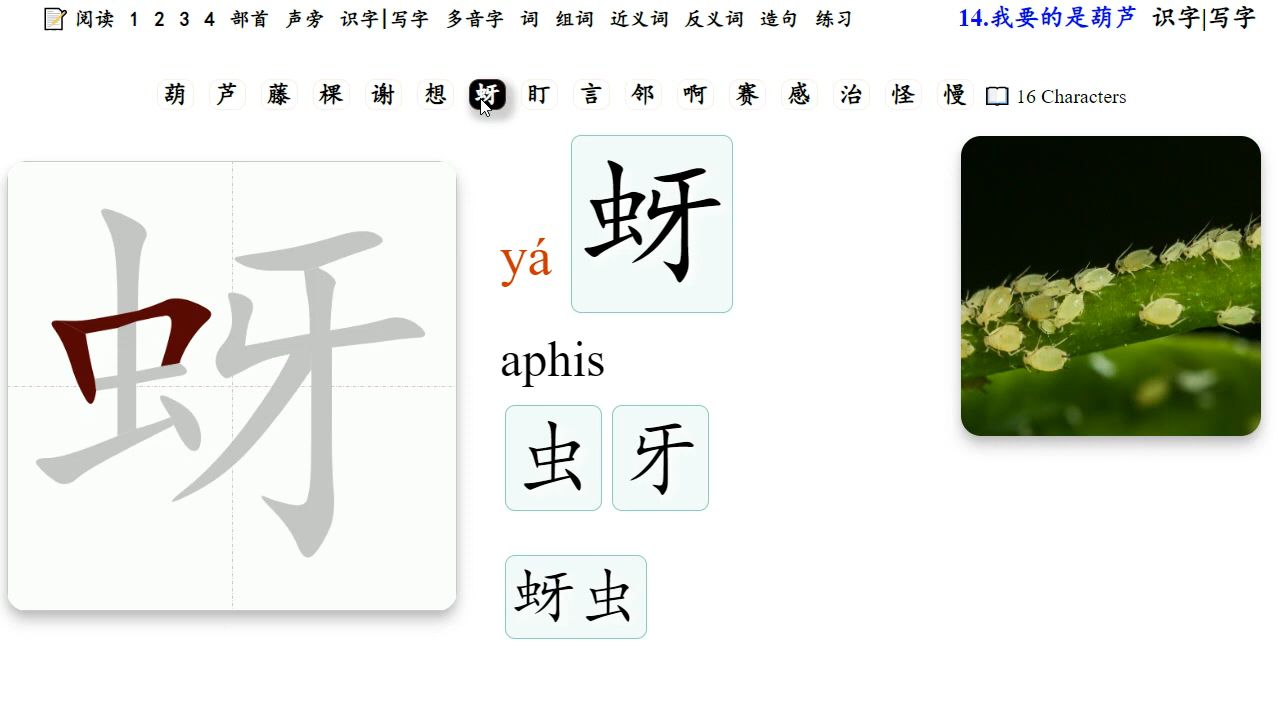 阅读 1 2 3 4 部首 声旁 识字|写字 多音字 词 组词 近义词 反义词 造句 练习 14.我要的是葫芦 识字|写字
葫 芦 藤 棵 谢 想 蚜 盯 言 邻 啊 赛 感 治 怪 慢 16 Characters
蚜
yá 蚜
aphis
虫 牙
蚜虫